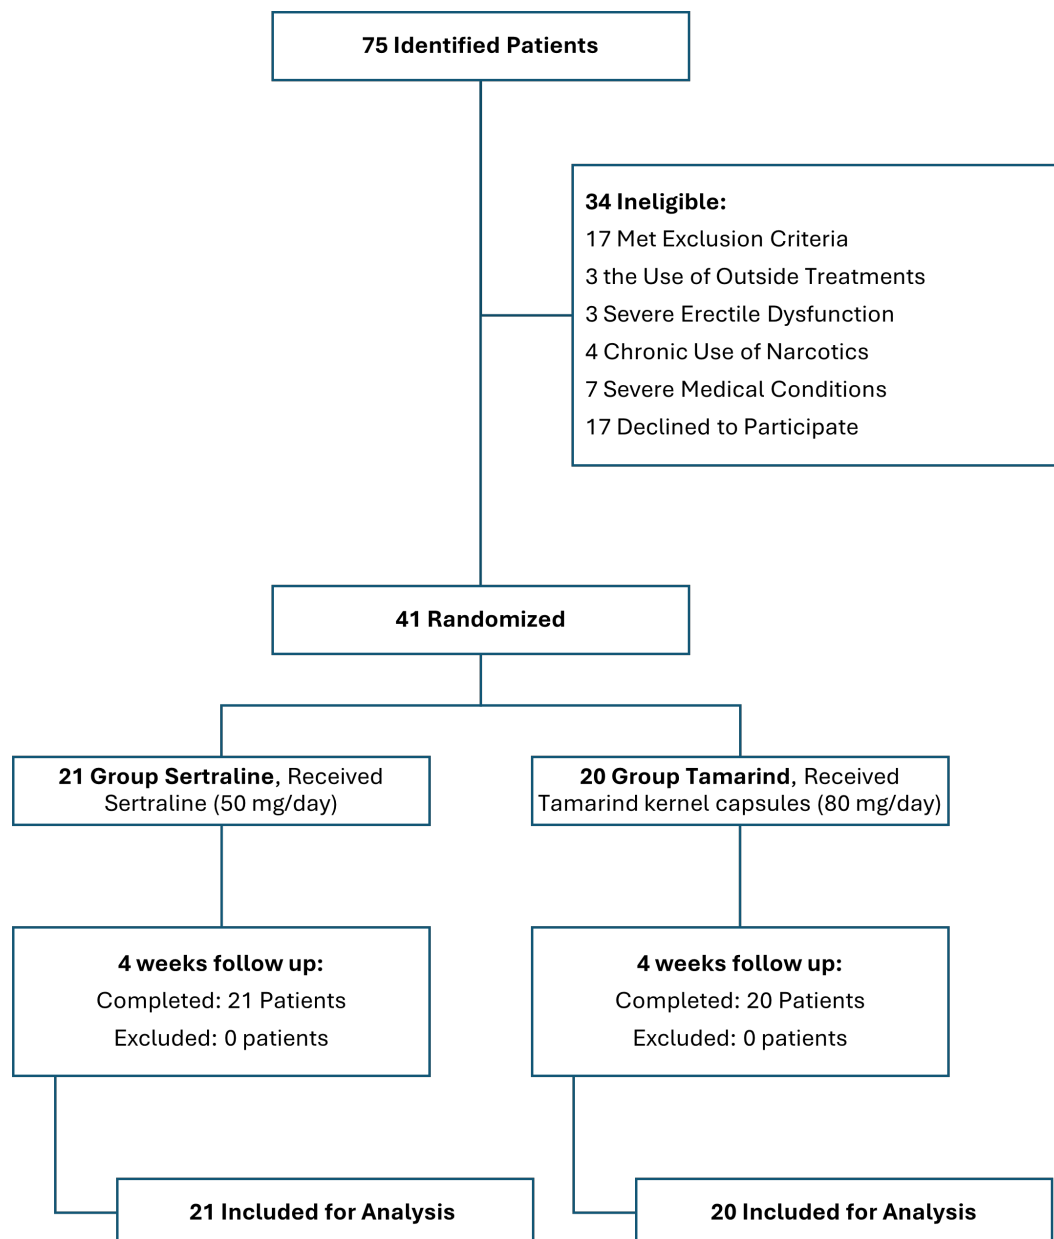 75 Identified Patients
34 Ineligible:
17 Met Exclusion Criteria
3 the Use of Outside Treatments
3 Severe Erectile Dysfunction
4 Chronic Use of Narcotics
7 Severe Medical Conditions
17 Declined to Participate
41 Randomized
21 Group Sertraline, Received
Sertraline (50 mg/day)
20 Group Tamarind, Received
Tamarind kernel capsules (80 mg/day)
4 weeks follow up:
Completed: 21 Patients
Excluded: 0 patients
4 weeks follow up:
Completed: 20 Patients
Excluded: 0 patients
21 Included for Analysis
20 Included for Analysis